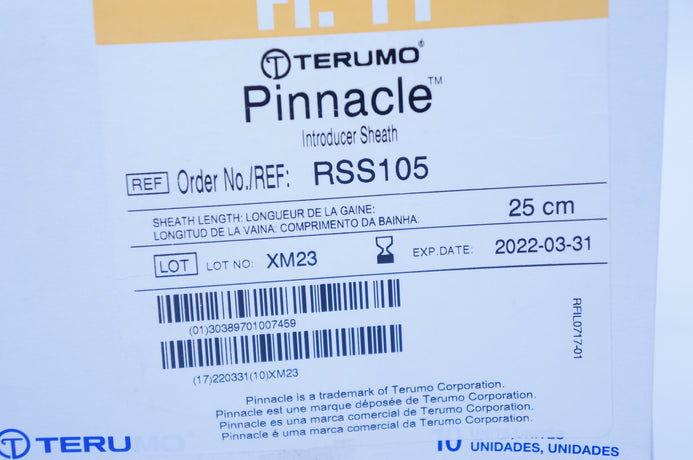 TERUMO®
Pinnacle™
Introducer Sheath
REF Order No./REF: RSS105
SHEATH LENGTH: LONGUEUR DE LA GAINE:
LONGITUD DE LA VAINA: COMPRIMENTO DA BAINHA:
25 cm
LOT LOT NO: XM23 EXP.DATE: 2022-03-31
(01)30389701007459
(17)220331(10)XM23
RFIL0717-01
Pinnacle is a trademark of Terumo Corporation.
Pinnacle est une marque déposée de Terumo Corporation.
Pinnacle es una marca comercial de Terumo Corporation.
Pinnacle é uma marca comercial da Terumo Corporation.
TERUMO®
10
UNIDADES, UNIDADES